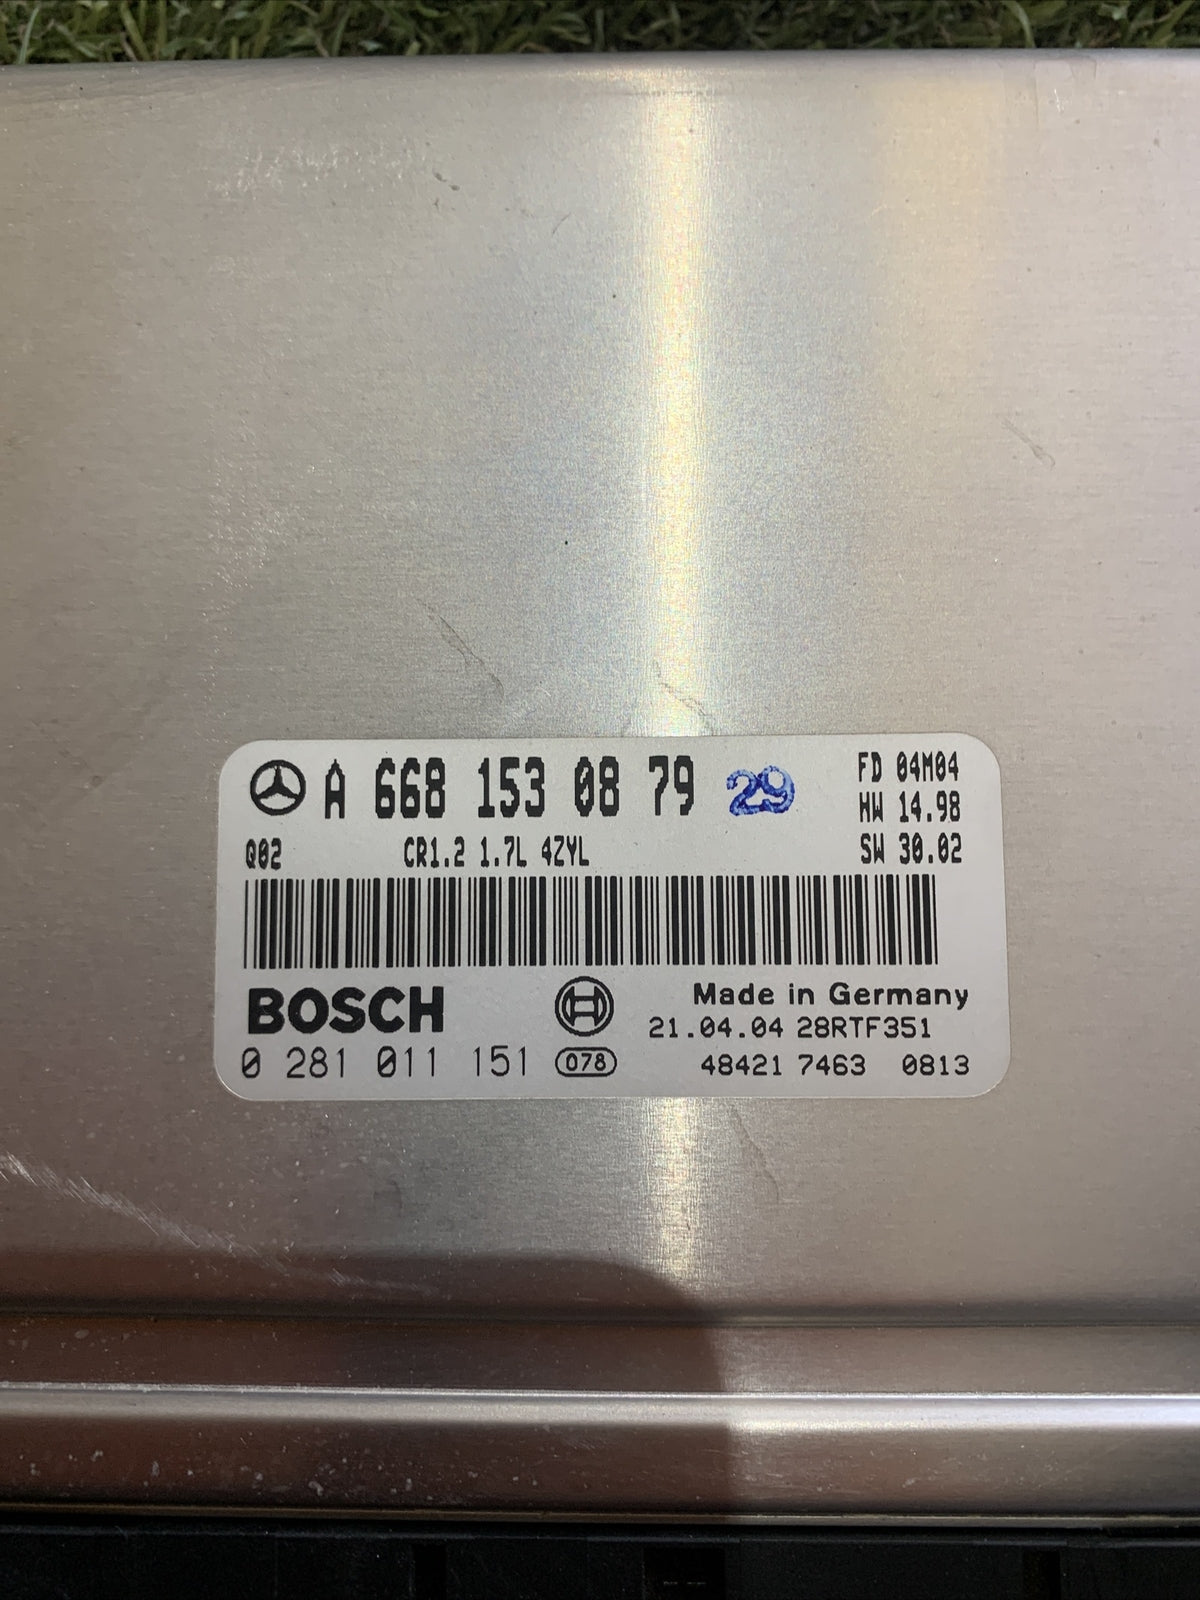 A 668 153 08 79 29 FD 04M04
HW 14.98
Q02 CR1.2 1.7L 4ZYL SW 30.02
BOSCH Made in Germany
21.04.04 28RTF351
0 281 011 151 078 48421 7463 0813